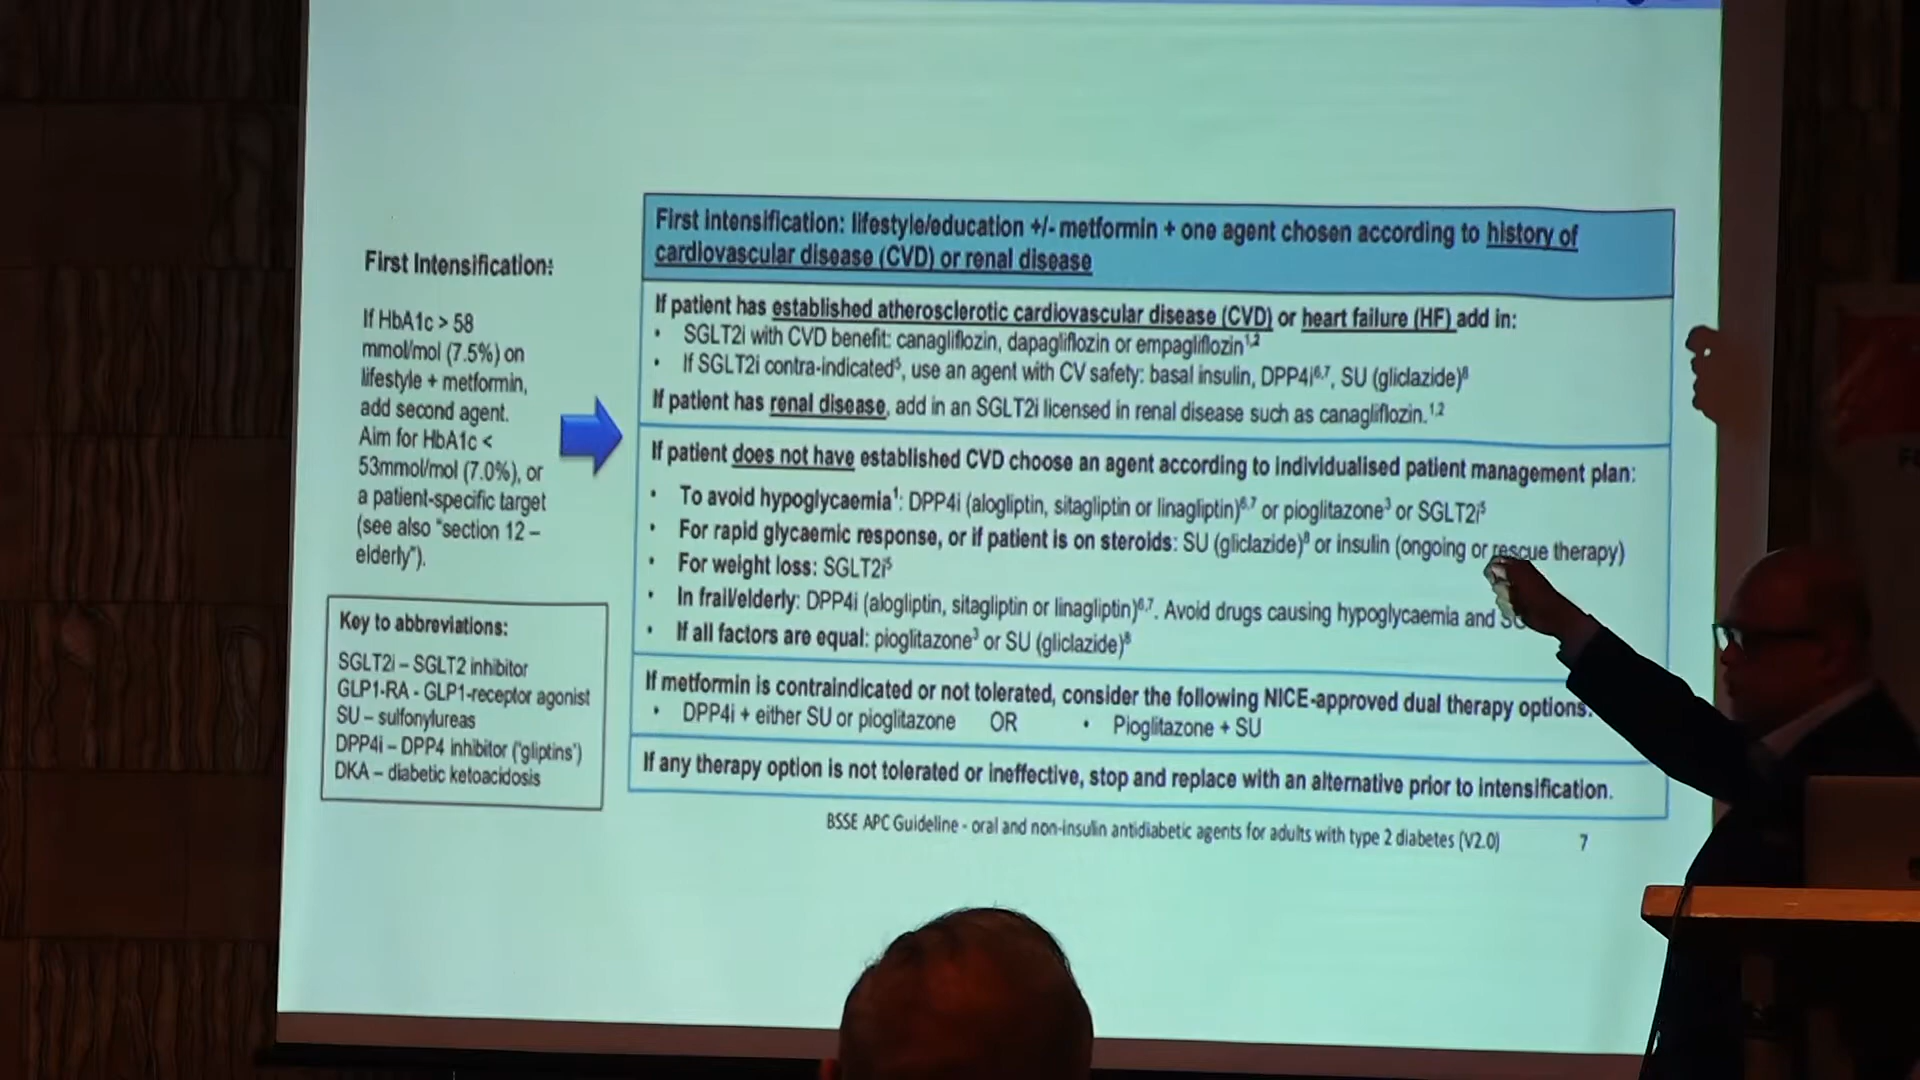 First Intensification:
If HbA1c > 58
mmol/mol (7.5%) on
lifestyle + metformin,
add second agent.
Aim for HbA1c <
53mmol/mol (7.0%), or
a patient-specific target
(see also “section 12 –
elderly”).
Key to abbreviations:
SGLT2i – SGLT2 inhibitor
GLP1-RA - GLP1-receptor agonist
SU – sulfonylureas
DPP4i – DPP4 inhibitor (‘gliptins’)
DKA – diabetic ketoacidosis
First intensification: lifestyle/education +/- metformin + one agent chosen according to history of
cardiovascular disease (CVD) or renal disease
If patient has established atherosclerotic cardiovascular disease (CVD) or heart failure (HF) add in:
• SGLT2i with CVD benefit: canagliflozin, dapagliflozin or empagliflozin¹,²
• If SGLT2i contra-indicated⁵, use an agent with CV safety: basal insulin, DPP4i⁶,⁷, SU (gliclazide)⁸
If patient has renal disease, add in an SGLT2i licensed in renal disease such as canagliflozin.¹,²
If patient does not have established CVD choose an agent according to individualised patient management plan:
• To avoid hypoglycaemia¹: DPP4i (alogliptin, sitagliptin or linagliptin)⁶,⁷ or pioglitazone³ or SGLT2i⁵
• For rapid glycaemic response, or if patient is on steroids: SU (gliclazide)⁸ or insulin (ongoing or rescue therapy)
• For weight loss: SGLT2i⁵
• In frail/elderly: DPP4i (alogliptin, sitagliptin or linagliptin)⁶,⁷. Avoid drugs causing hypoglycaemia and
• If all factors are equal: pioglitazone³ or SU (gliclazide)⁸
If metformin is contraindicated or not tolerated, consider the following NICE-approved dual therapy options:
• DPP4i + either SU or pioglitazone OR • Pioglitazone + SU
If any therapy option is not tolerated or ineffective, stop and replace with an alternative prior to intensification.
BSSE APC Guideline - oral and non-insulin antidiabetic agents for adults with type 2 diabetes (V2.0) 7